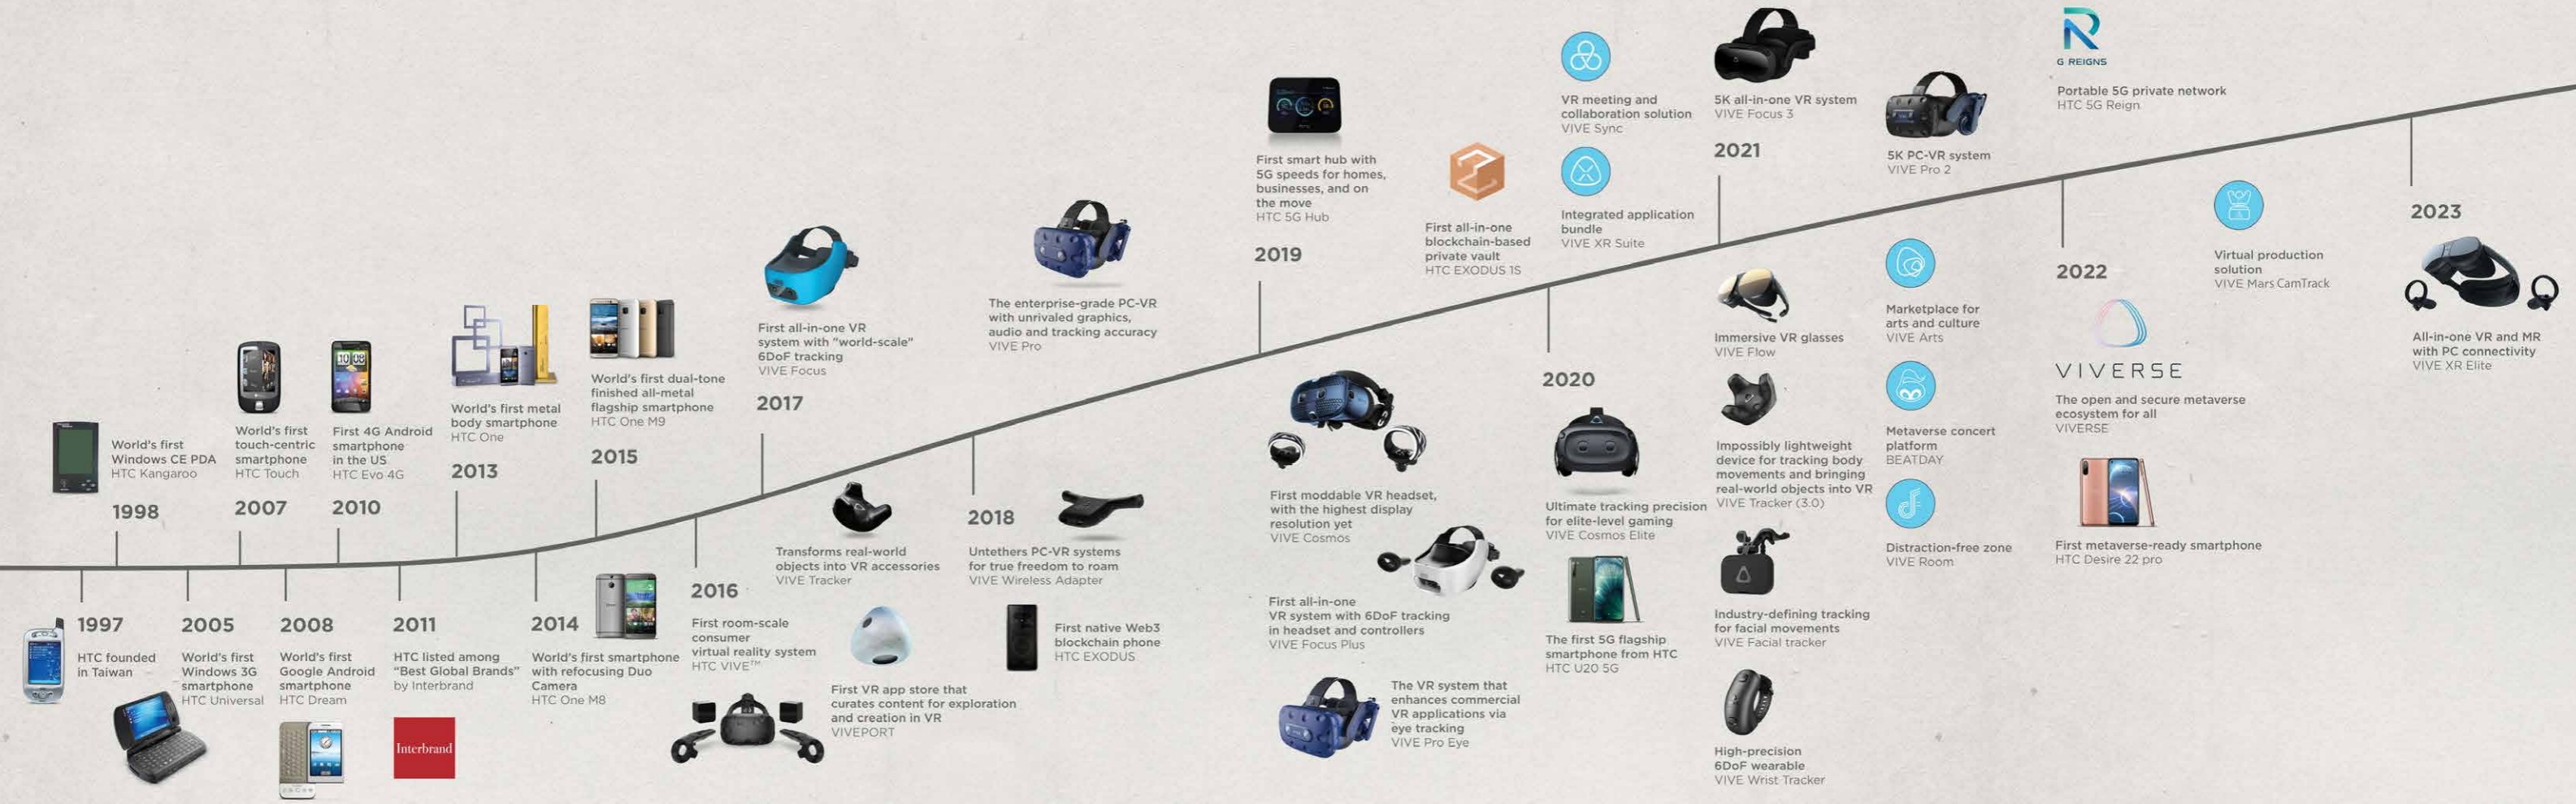 World's first
Windows CE PDA
HTC Kangaroo
1998
World's first
touch-centric
smartphone
HTC Touch
2007
First 4G Android
smartphone
in the US
HTC Evo 4G
2010
World's first metal
body smartphone
HTC One
2013
World's first dual-tone
finished all-metal
flagship smartphone
HTC One M9
2015
First all-in-one VR
system with "world-scale"
6DoF tracking
VIVE Focus
2017
The enterprise-grade PC-VR
with unrivaled graphics,
audio and tracking accuracy
VIVE Pro
First smart hub with
5G speeds for homes,
businesses, and on
the move
HTC 5G Hub
2019
First all-in-one
blockchain-based
private vault
HTC EXODUS 1S
VR meeting and
collaboration solution
VIVE Sync
Integrated application
bundle
VIVE XR Suite
5K all-in-one VR system
VIVE Focus 3
2021
5K PC-VR system
VIVE Pro 2
G REIGNS
Portable 5G private network
HTC 5G Reign
1997
HTC founded
in Taiwan
2005
World's first
Windows 3G
smartphone
HTC Universal
2008
World's first
Google Android
smartphone
HTC Dream
2011
HTC listed among
"Best Global Brands"
by Interbrand
Interbrand
2014
World's first smartphone
with refocusing Duo
Camera
HTC One M8
2016
First room-scale
consumer
virtual reality system
HTC VIVE™
Transforms real-world
objects into VR accessories
VIVE Tracker
First VR app store that
curates content for exploration
and creation in VR
VIVEPORT
2018
Untethers PC-VR systems
for true freedom to roam
VIVE Wireless Adapter
First native Web3
blockchain phone
HTC EXODUS
First moddable VR headset,
with the highest display
resolution yet
VIVE Cosmos
First all-in-one
VR system with 6DoF tracking
in headset and controllers
VIVE Focus Plus
The VR system that
enhances commercial
VR applications via
eye tracking
VIVE Pro Eye
2020
Ultimate tracking precision
for elite-level gaming
VIVE Cosmos Elite
The first 5G flagship
smartphone from HTC
HTC U20 5G
Immersive VR glasses
VIVE Flow
Impossibly lightweight
device for tracking body
movements and bringing
real-world objects into VR
VIVE Tracker (3.0)
Industry-defining tracking
for facial movements
VIVE Facial tracker
High-precision
6DoF wearable
VIVE Wrist Tracker
Marketplace for
arts and culture
VIVE Arts
Metaverse concert
platform
BEATDAY
Distraction-free zone
VIVE Room
2022
VIVERSE
The open and secure metaverse
ecosystem for all
VIVERSE
First metaverse-ready smartphone
HTC Desire 22 pro
Virtual production
solution
VIVE Mars CamTrack
2023
All-in-one VR and MR
with PC connectivity
VIVE XR Elite